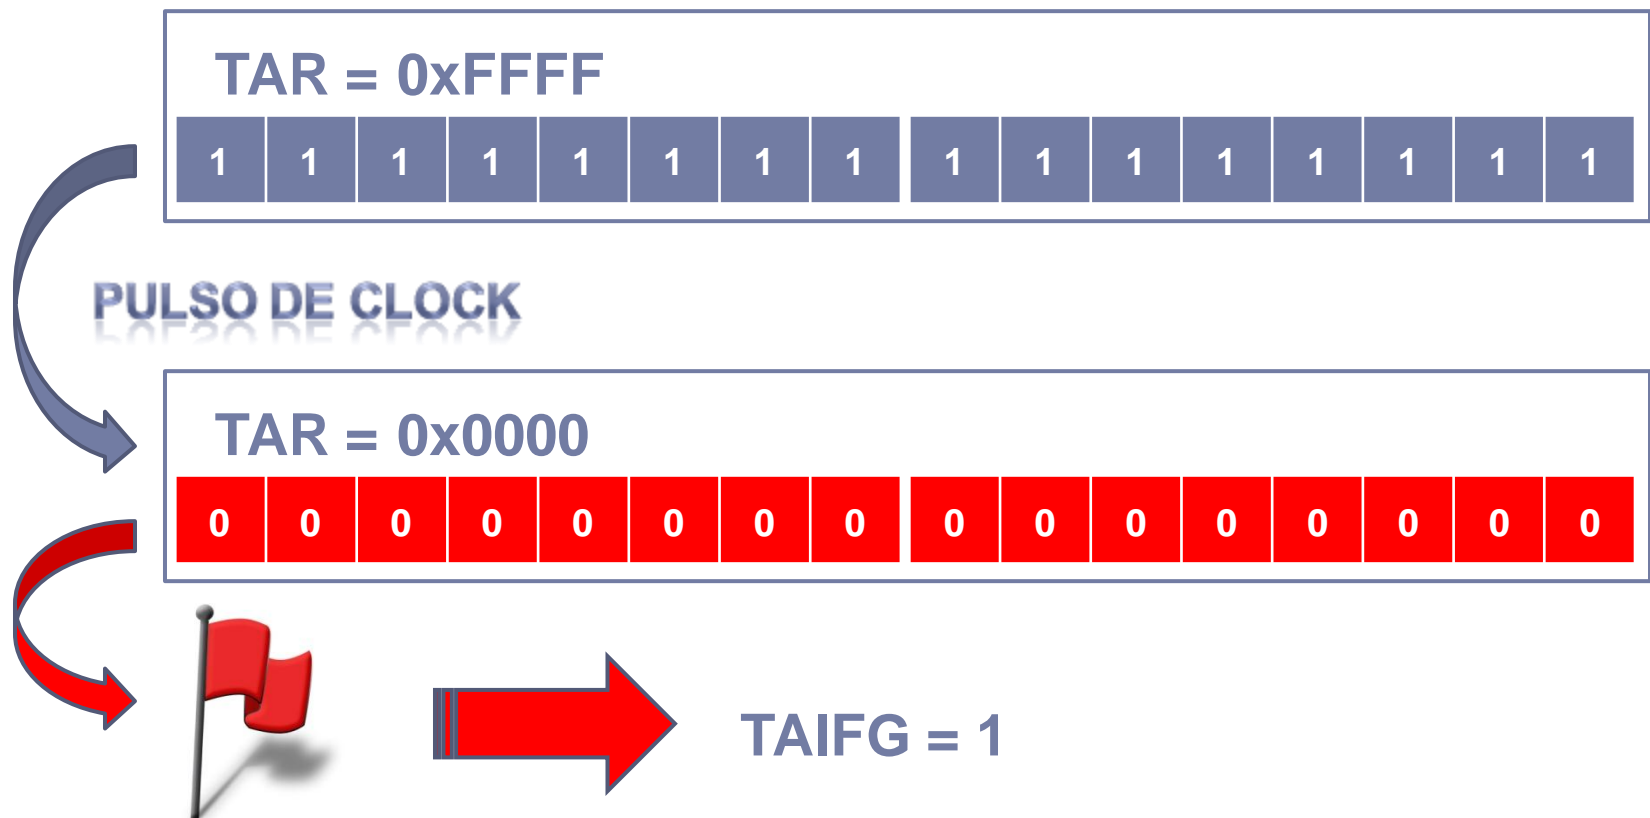 TAR = 0xFFFF
1 1 1 1 1 1 1 1 1 1 1 1 1 1 1 1
PULSO DE CLOCK
TAR = 0x0000
0 0 0 0 0 0 0 0 0 0 0 0 0 0 0 0
TAIFG = 1